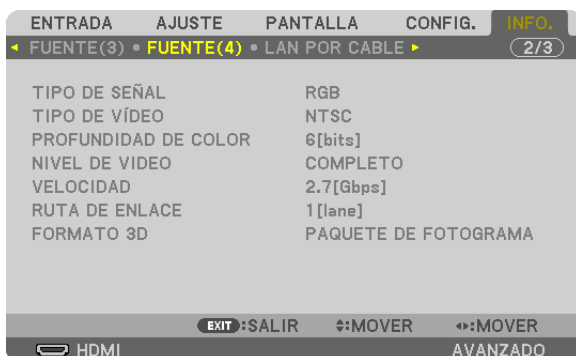 ENTRADA AJUSTE PANTALLA CONFIG. INFO.
FUENTE(3) • FUENTE(4) • LAN POR CABLE 2/3
TIPO DE SEÑAL RGB
TIPO DE VÍDEO NTSC
PROFUNDIDAD DE COLOR 6[bits]
NIVEL DE VIDEO COMPLETO
VELOCIDAD 2.7[Gbps]
RUTA DE ENLACE 1[lane]
FORMATO 3D PAQUETE DE FOTOGRAMA
EXIT :SALIR :MOVER :MOVER
HDMI AVANZADO